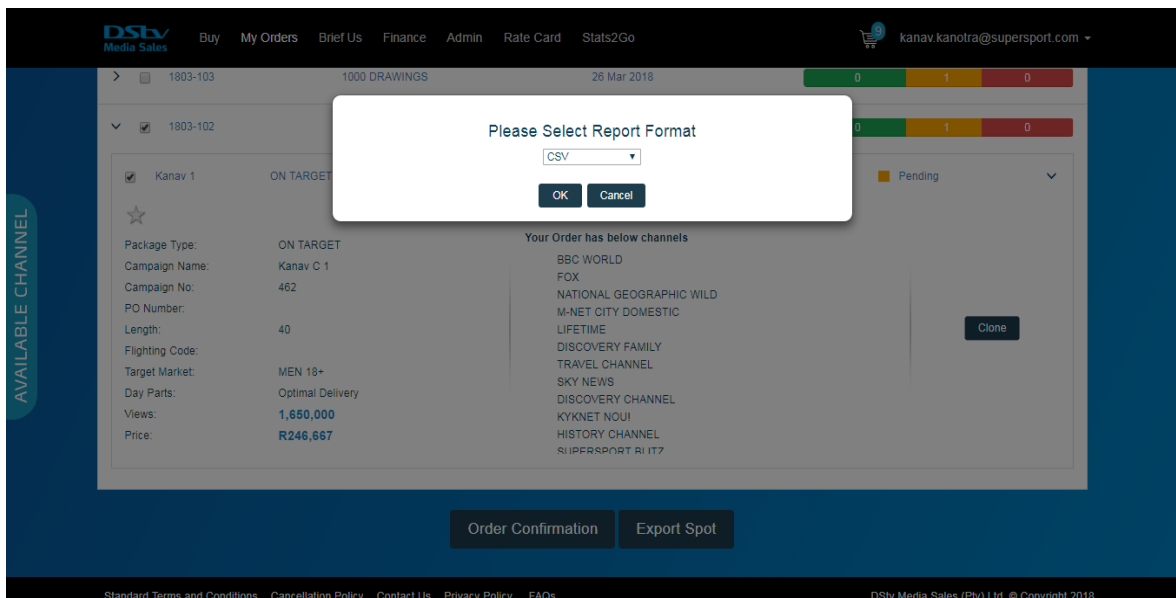 DStv
Media Sales
Buy My Orders Brief Us Finance Admin Rate Card Stats2Go 9 kanav.kanotra@supersport.com
1803-103 1000 DRAWINGS 26 Mar 2018 0 1 0
1803-102 0 1 0
Please Select Report Format
CSV
OK Cancel
Kanav 1 ON TARGET Pending
AVAILABLE CHANNEL
Package Type: ON TARGET
Campaign Name: Kanav C 1
Campaign No: 462
PO Number:
Length: 40
Flighting Code:
Target Market: MEN 18+
Day Parts: Optimal Delivery
Views: 1,650,000
Price: R246,667
Your Order has below channels
BBC WORLD
FOX
NATIONAL GEOGRAPHIC WILD
M-NET CITY DOMESTIC
LIFETIME
DISCOVERY FAMILY
TRAVEL CHANNEL
SKY NEWS
DISCOVERY CHANNEL
KYKNET NOU!
HISTORY CHANNEL
SUPERSPORT BLITZ
Clone
Order Confirmation Export Spot
Standard Terms and Conditions Cancellation Policy Contact Us Privacy Policy FAQs DStv Media Sales (Pty) Ltd. © Copyright 2018